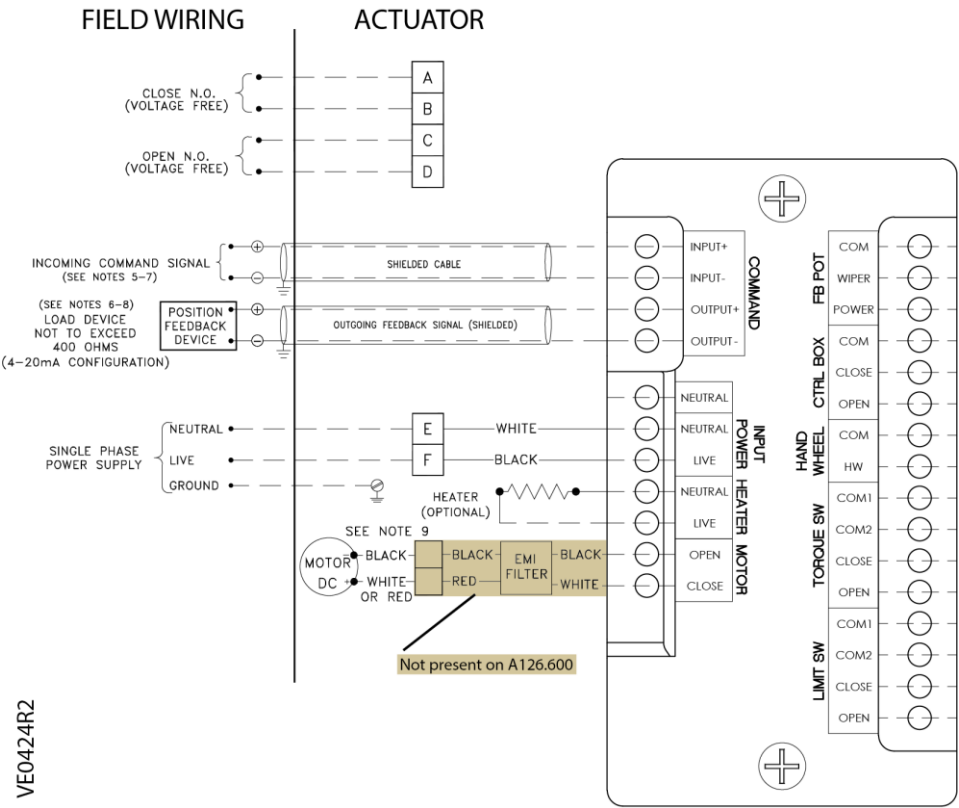 FIELD WIRING
ACTUATOR
CLOSE N.O.
(VOLTAGE FREE)
A
B
OPEN N.O.
(VOLTAGE FREE)
C
D
INCOMING COMMAND SIGNAL
(SEE NOTES 5-7)
+
-
SHIELDED CABLE
(SEE NOTES 6-8)
LOAD DEVICE
NOT TO EXCEED
400 OHMS
(4-20mA CONFIGURATION)
POSITION
FEEDBACK
DEVICE
+
-
OUTGOING FEEDBACK SIGNAL (SHIELDED)
SINGLE PHASE
POWER SUPPLY
NEUTRAL
LIVE
GROUND
E
F
WHITE
BLACK
HEATER
(OPTIONAL)
SEE NOTE 9
MOTOR
DC
-
+
BLACK
WHITE
OR RED
BLACK
RED
EMI
FILTER
BLACK
WHITE
Not present on A126.600
INPUT+
INPUT-
OUTPUT+
OUTPUT-
COMMAND
NEUTRAL
NEUTRAL
LIVE
INPUT
POWER
NEUTRAL
LIVE
HEATER
OPEN
CLOSE
MOTOR
FB POT
COM
WIPER
POWER
CTRL BOX
COM
CLOSE
OPEN
HAND
WHEEL
COM
HW
TORQUE SW
COM1
COM2
CLOSE
OPEN
LIMIT SW
COM1
COM2
CLOSE
OPEN
VE0424R2